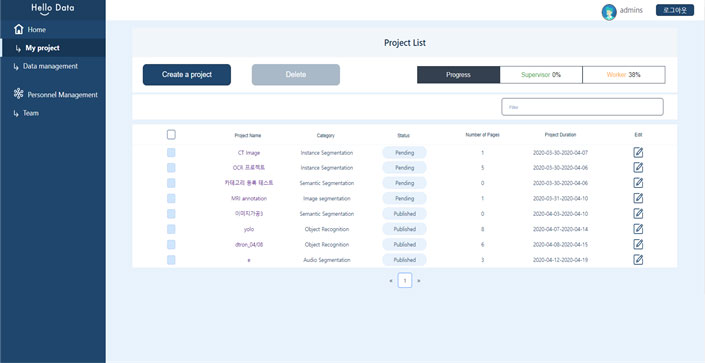 Hello Data
admins
로그아웃
Home
My project
Data management
Personnel Management
Team
Project List
Create a project
Delete
Progress
Supervisor 0%
Worker 38%
Filter
Project Name Category Status Number of Pages Project Duration Edit
CT Image Instance Segmentation Pending 1 2020-03-30-2020-04-07
OCR 프로젝트 Instance Segmentation Pending 5 2020-03-30-2020-04-06
카테고리 등록 테스트 Semantic Segmentation Pending 0 2020-03-30-2020-04-06
MRI annotation Image segmentation Pending 1 2020-03-31-2020-04-10
이미지가공3 Semantic Segmentation Published 0 2020-04-03-2020-04-10
yolo Object Recognition Published 8 2020-04-07-2020-04-14
dtron_04/08 Object Recognition Published 6 2020-04-08-2020-04-15
e Audio Segmentation Published 3 2020-04-12-2020-04-19
« 1 »